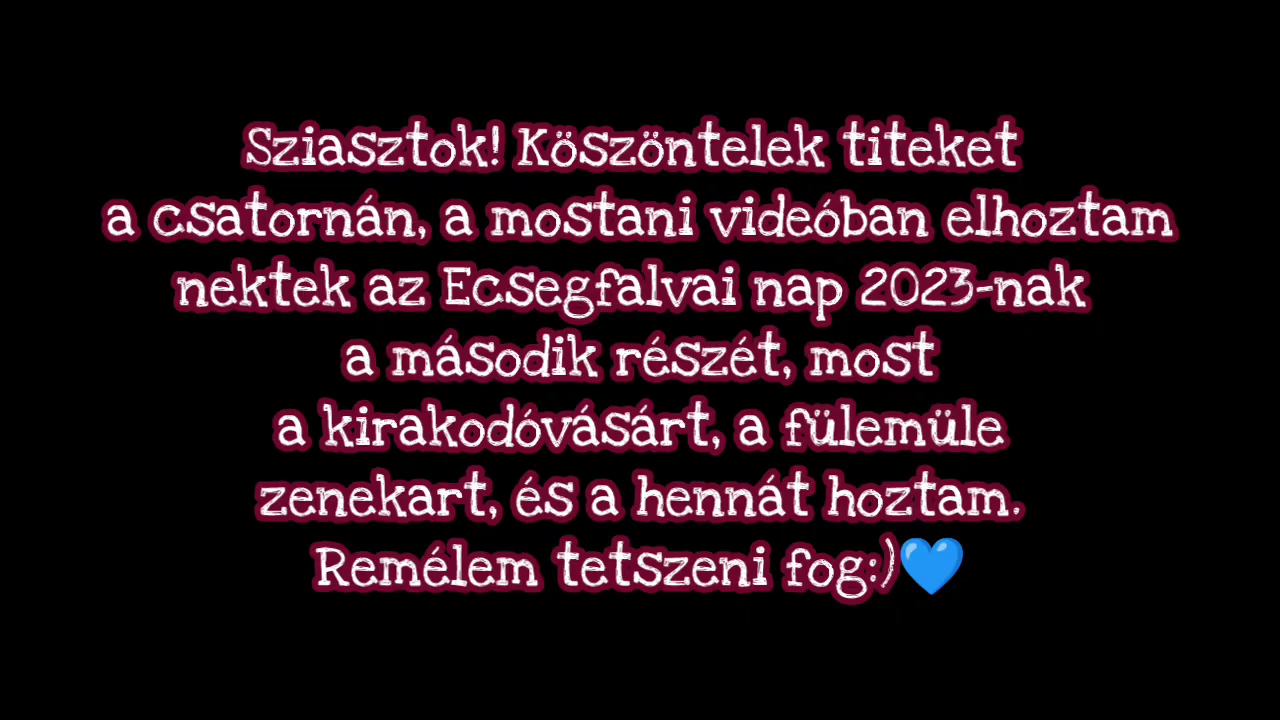 Sziasztok! Köszöntelek titeket
a csatornán, a mostani videóban elhoztam
nektek az Ecsegfalvai nap 2023-nak
a második részét, most
a kirakodóvásárt, a fülemüle
zenekart, és a hennát hoztam.
Remélem tetszeni fog:)💙